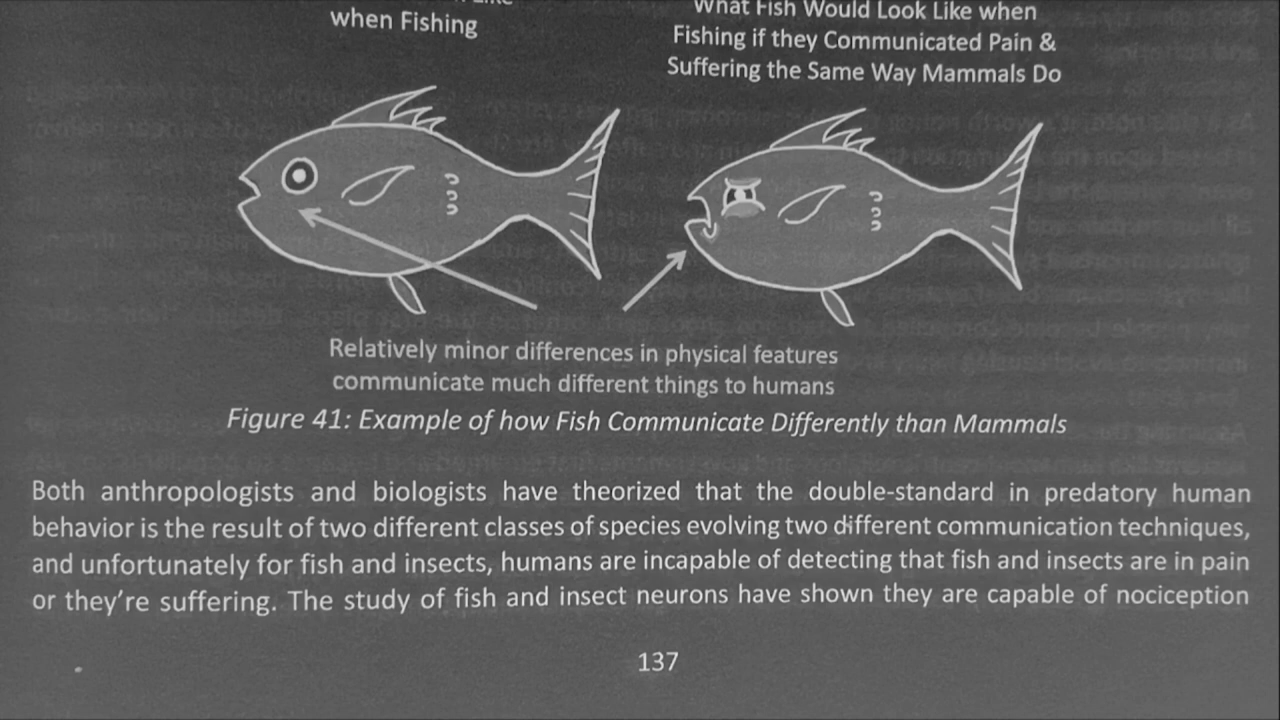 when Fishing
What Fish Would Look Like when
Fishing if they Communicated Pain &
Suffering the Same Way Mammals Do
Relatively minor differences in physical features
communicate much different things to humans
Figure 41: Example of how Fish Communicate Differently than Mammals
Both anthropologists and biologists have theorized that the double-standard in predatory human
behavior is the result of two different classes of species evolving two different communication techniques,
and unfortunately for fish and insects, humans are incapable of detecting that fish and insects are in pain
or they're suffering. The study of fish and insect neurons have shown they are capable of nociception
137